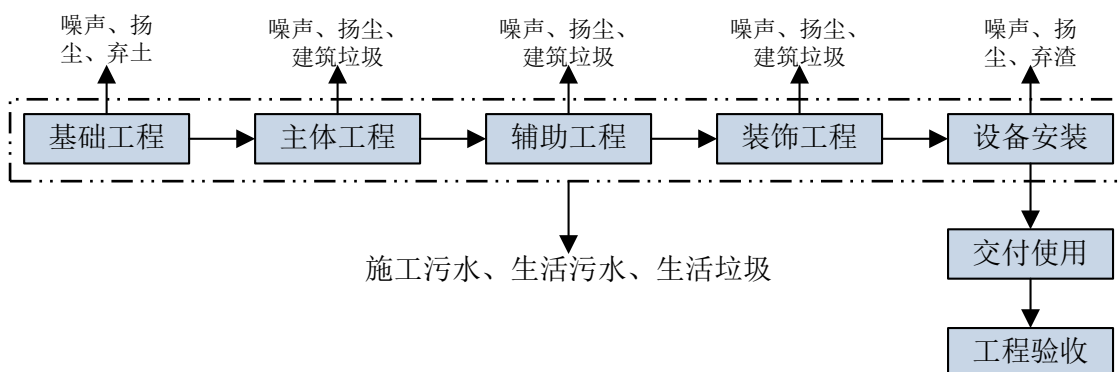 噪声、扬
尘、弃土
噪声、扬尘、
建筑垃圾
噪声、扬尘、
建筑垃圾
噪声、扬尘、
建筑垃圾
噪声、扬
尘、弃渣
基础工程
主体工程
辅助工程
装饰工程
设备安装
施工污水、生活污水、生活垃圾
交付使用
工程验收